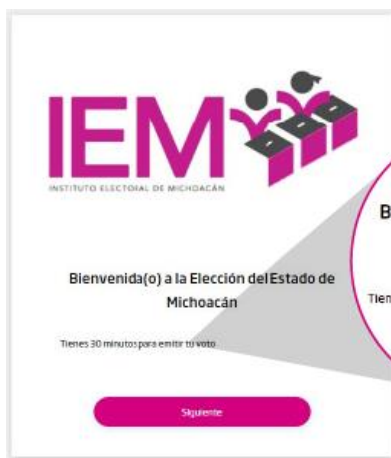 IEM
INSTITUTO ELECTORAL DE MICHOACÁN
B
Bienvenida(o) a la Elección del Estado de
Michoacán
Tien
Tienes 30 minutos para emitir tu voto
Siguiente